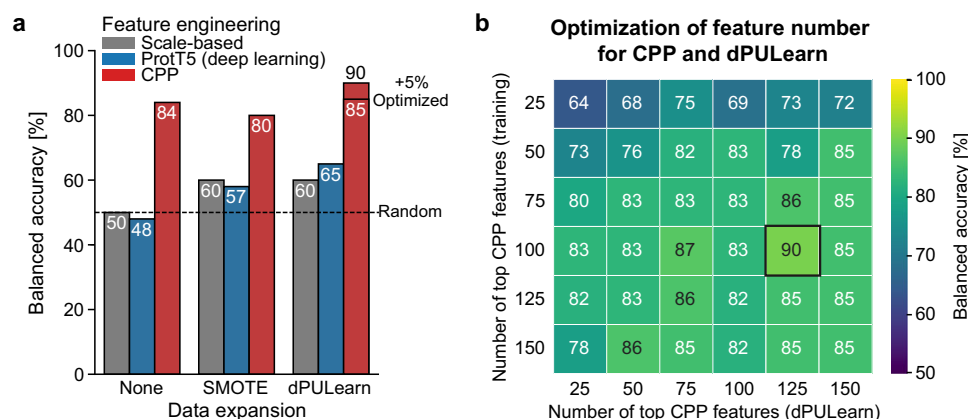 a
Feature engineering
Scale-based
ProtT5 (deep learning)
CPP
Balanced accuracy [%]
100
80
60
40
20
0
50
48
84
60
57
80
60
65
90
85
+5%
Optimized
Random
None
SMOTE
dPULearn
Data expansion
b
Optimization of feature number
for CPP and dPULearn
Number of top CPP features (training)
25 64 68 75 69 73 72
50 73 76 82 83 78 85
75 80 83 83 83 86 85
100 83 83 87 83 90 85
125 82 83 86 82 85 85
150 78 86 85 82 85 85
25 50 75 100 125 150
Number of top CPP features (dPULearn)
100
90
80
70
60
50
Balanced accuracy [%]